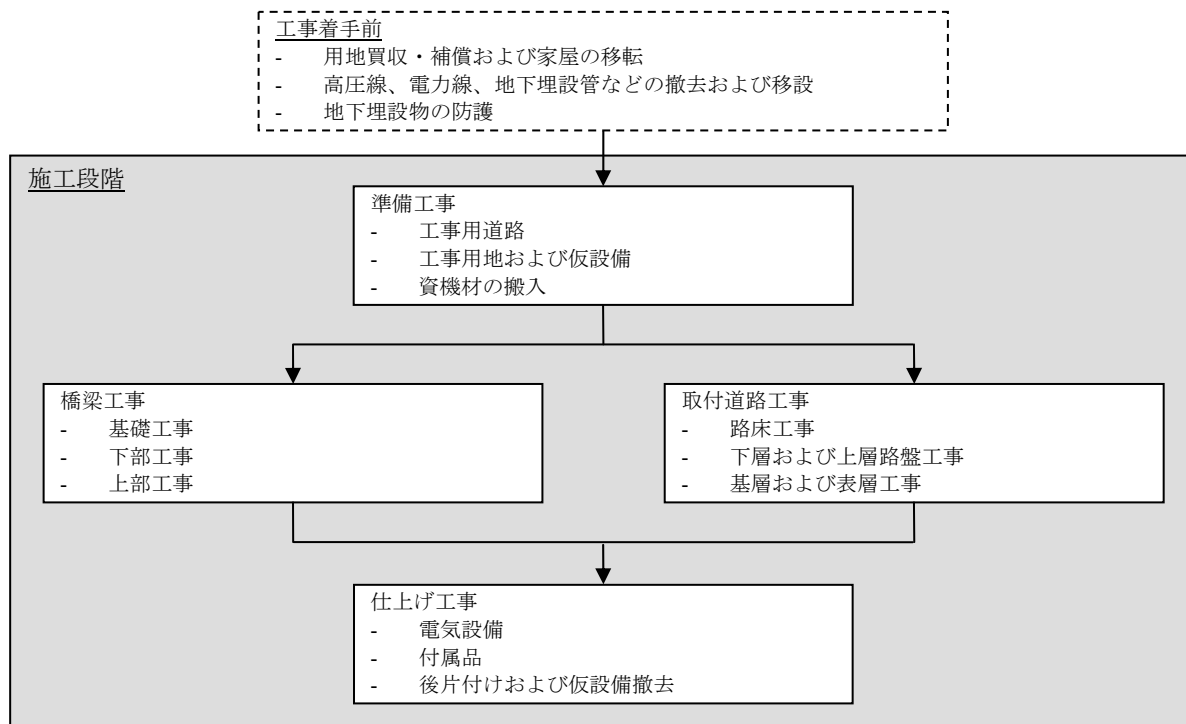 工事着手前
- 用地買収・補償および家屋の移転
- 高圧線、電力線、地下埋設管などの撤去および移設
- 地下埋設物の防護
施工段階
準備工事
- 工事用道路
- 工事用地および仮設備
- 資機材の搬入
橋梁工事
- 基礎工事
- 下部工事
- 上部工事
取付道路工事
- 路床工事
- 下層および上層路盤工事
- 基層および表層工事
仕上げ工事
- 電気設備
- 付属品
- 後片付けおよび仮設備撤去